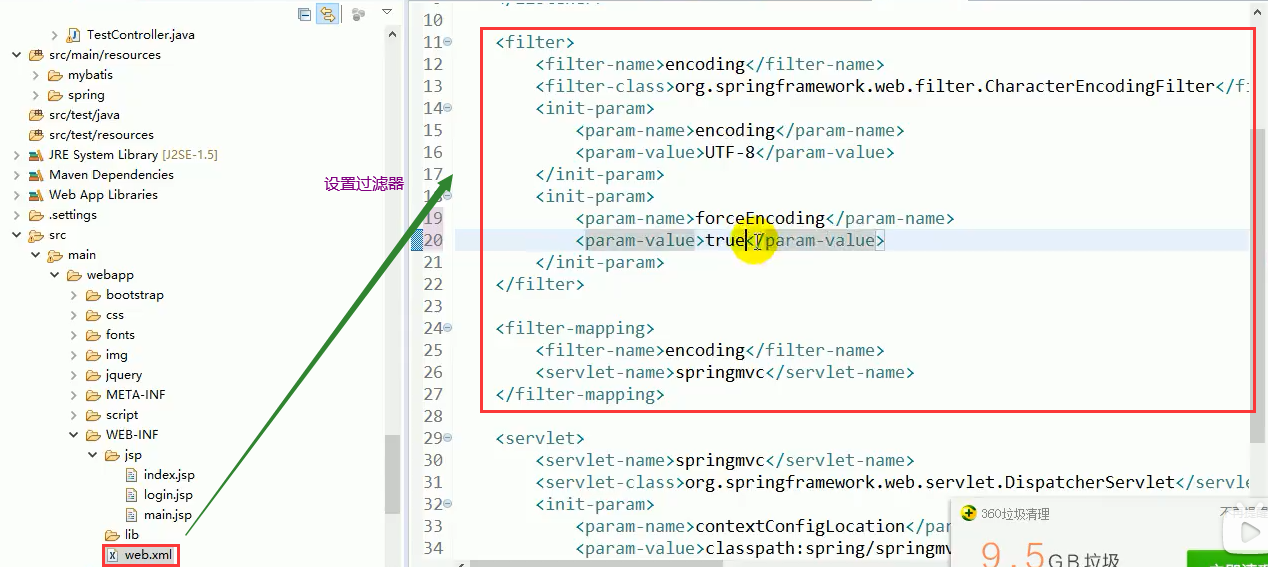 TestController.java
src/main/resources
mybatis
spring
src/test/java
src/test/resources
JRE System Library [J2SE-1.5]
Maven Dependencies
Web App Libraries
.settings
src
main
webapp
bootstrap
css
fonts
img
jquery
META-INF
script
WEB-INF
jsp
index.jsp
login.jsp
main.jsp
lib
web.xml
设置过滤器
10
11 <filter>
12 <filter-name>encoding</filter-name>
13 <filter-class>org.springframework.web.filter.CharacterEncodingFilter</fi
14 <init-param>
15 <param-name>encoding</param-name>
16 <param-value>UTF-8</param-value>
17 </init-param>
18 <init-param>
19 <param-name>forceEncoding</param-name>
20 <param-value>true</param-value>
21 </init-param>
22 </filter>
23
24 <filter-mapping>
25 <filter-name>encoding</filter-name>
26 <servlet-name>springmvc</servlet-name>
27 </filter-mapping>
28
29 <servlet>
30 <servlet-name>springmvc</servlet-name>
31 <servlet-class>org.springframework.web.servlet.DispatcherServlet</servle
32 <init-param>
33 <param-name>contextConfigLocation</pa
34 <param-value>classpath:spring/springmv
360垃圾清理
9.5GB垃圾